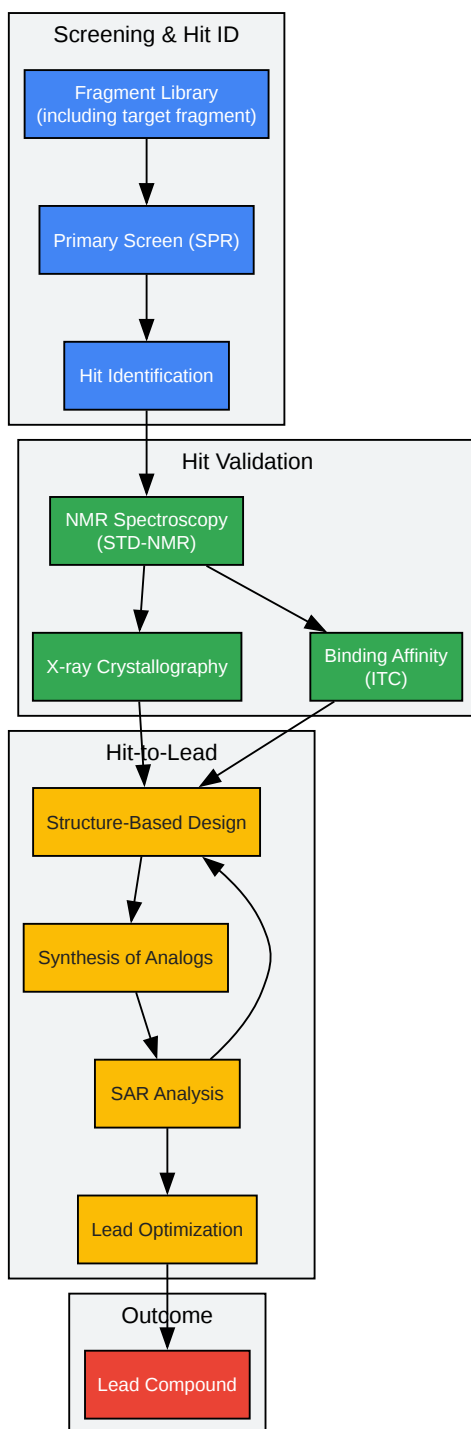 Screening & Hit ID
Fragment Library
(including target fragment)
Primary Screen (SPR)
Hit Identification
Hit Validation
NMR Spectroscopy
(STD-NMR)
X-ray Crystallography
Binding Affinity
(ITC)
Hit-to-Lead
Structure-Based Design
Synthesis of Analogs
SAR Analysis
Lead Optimization
Outcome
Lead Compound